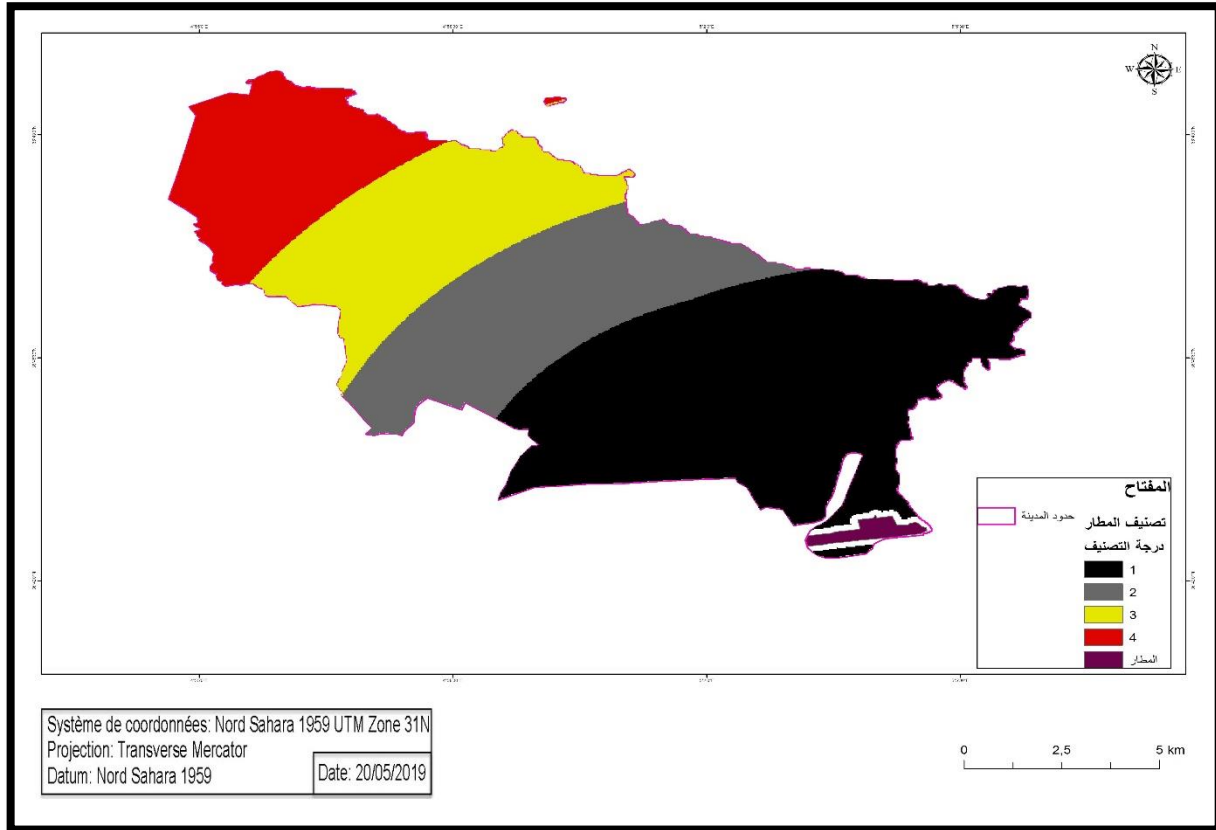 N
W E
S
المفتاح
حدود المدينة
تصنيف المطار
درجة التصنيف
1
2
3
4
المطار
Système de coordonnées: Nord Sahara 1959 UTM Zone 31N
Projection: Transverse Mercator
Datum: Nord Sahara 1959
Date: 20/05/2019
0 2,5 5 km